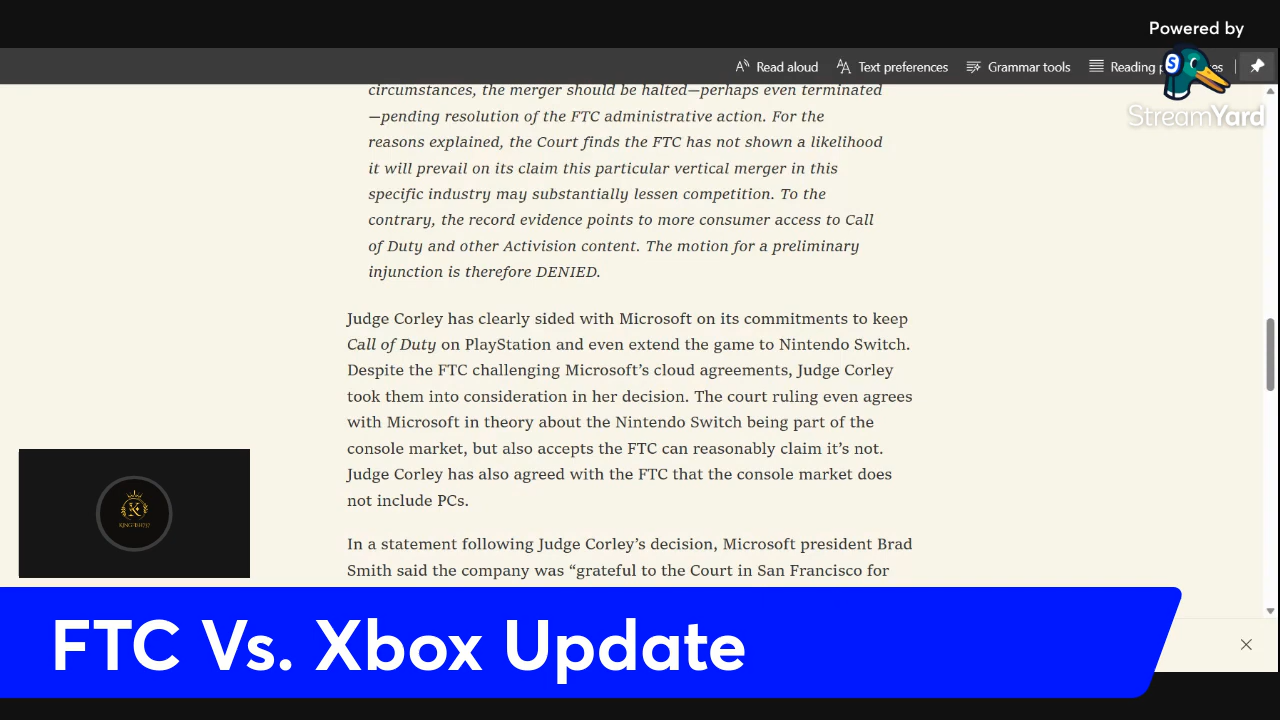 Powered by
StreamYard
Read aloud
Text preferences
Grammar tools
Reading
circumstances, the merger should be halted—perhaps even terminated
—pending resolution of the FTC administrative action. For the
reasons explained, the Court finds the FTC has not shown a likelihood
it will prevail on its claim this particular vertical merger in this
specific industry may substantially lessen competition. To the
contrary, the record evidence points to more consumer access to Call
of Duty and other Activision content. The motion for a preliminary
injunction is therefore DENIED.
Judge Corley has clearly sided with Microsoft on its commitments to keep
Call of Duty on PlayStation and even extend the game to Nintendo Switch.
Despite the FTC challenging Microsoft’s cloud agreements, Judge Corley
took them into consideration in her decision. The court ruling even agrees
with Microsoft in theory about the Nintendo Switch being part of the
console market, but also accepts the FTC can reasonably claim it’s not.
Judge Corley has also agreed with the FTC that the console market does
not include PCs.
In a statement following Judge Corley’s decision, Microsoft president Brad
Smith said the company was “grateful to the Court in San Francisco for
FTC Vs. Xbox Update